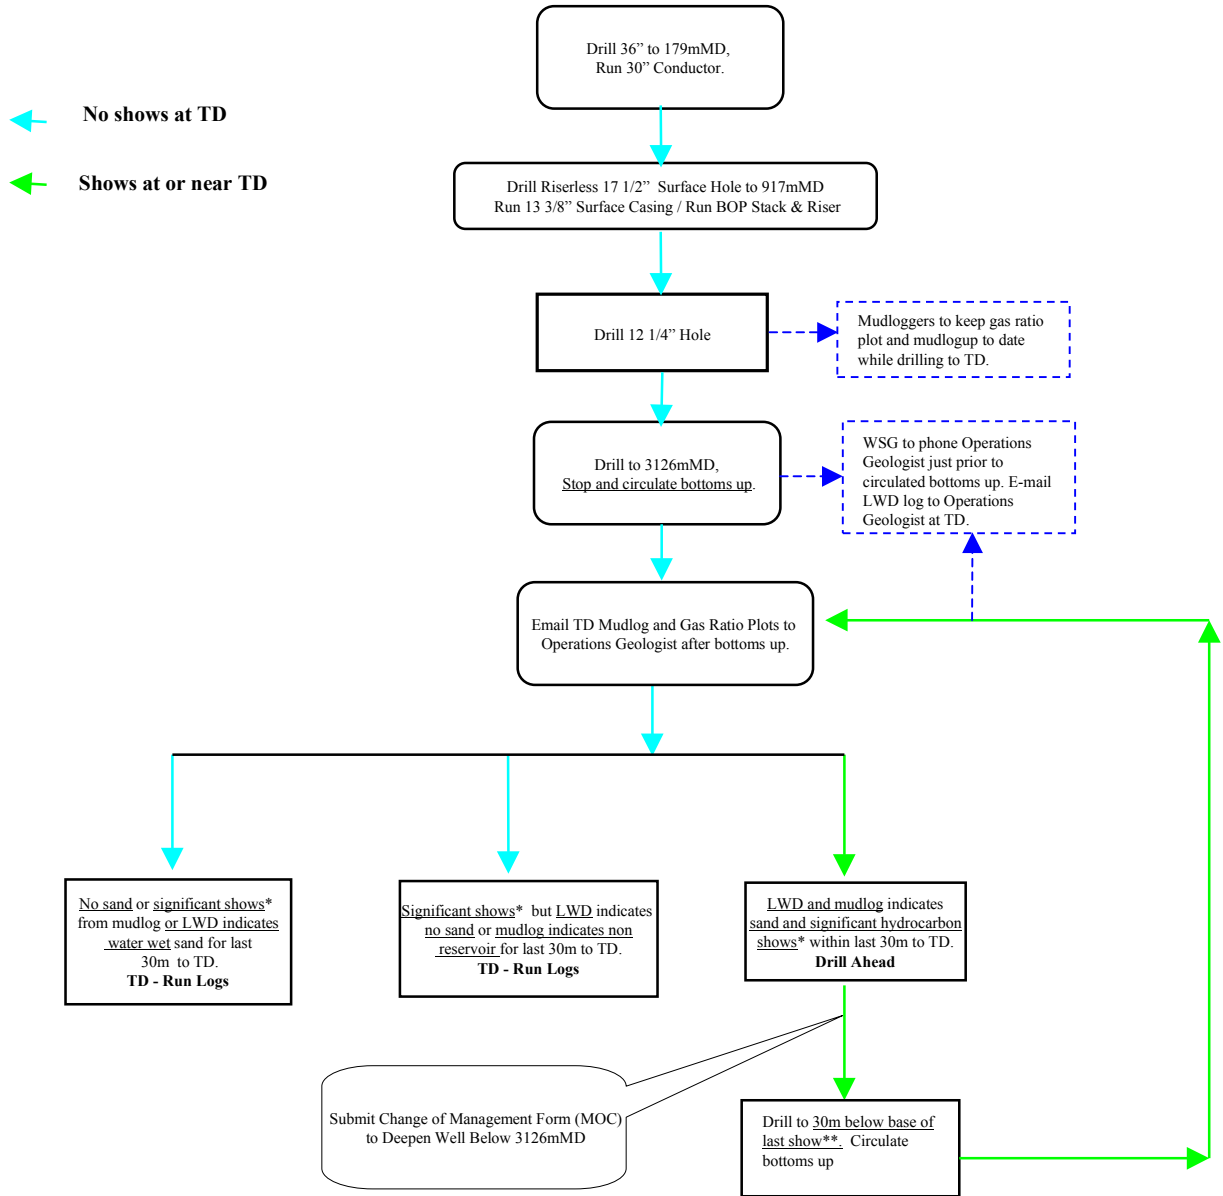 Drill 36” to 179mMD,
Run 30” Conductor.
No shows at TD
Shows at or near TD
Drill Riserless 17 1/2” Surface Hole to 917mMD
Run 13 3/8” Surface Casing / Run BOP Stack & Riser
Drill 12 1/4” Hole
Mudloggers to keep gas ratio
plot and mudlogup to date
while drilling to TD.
Drill to 3126mMD,
Stop and circulate bottoms up.
WSG to phone Operations
Geologist just prior to
circulated bottoms up. E-mail
LWD log to Operations
Geologist at TD.
Email TD Mudlog and Gas Ratio Plots to
Operations Geologist after bottoms up.
No sand or significant shows*
from mudlog or LWD indicates
water wet sand for last
30m to TD.
TD - Run Logs
Significant shows* but LWD indicates
no sand or mudlog indicates non
reservoir for last 30m to TD.
TD - Run Logs
LWD and mudlog indicates
sand and significant hydrocarbon
shows* within last 30m to TD.
Drill Ahead
Submit Change of Management Form (MOC)
to Deepen Well Below 3126mMD
Drill to 30m below base of
last show**. Circulate
bottoms up